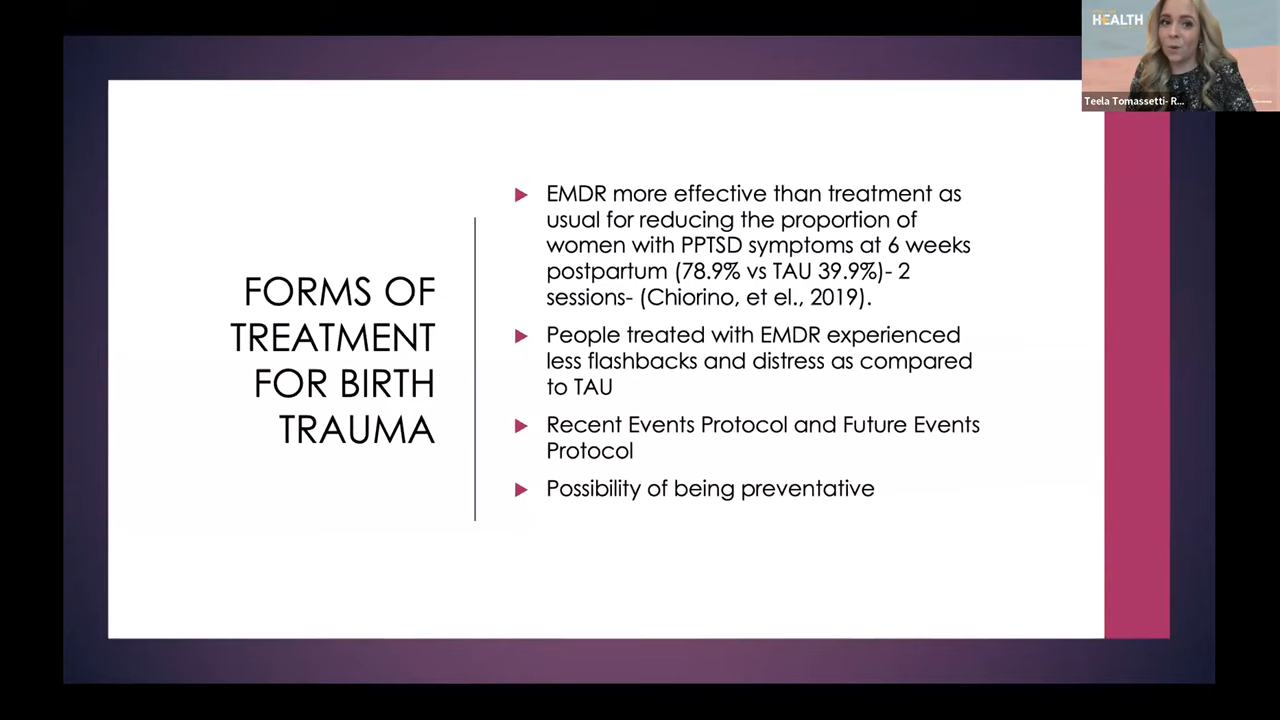 HEALTH
Teela Tomassetti- R...
FORMS OF
TREATMENT
FOR BIRTH
TRAUMA
EMDR more effective than treatment as
usual for reducing the proportion of
women with PPTSD symptoms at 6 weeks
postpartum (78.9% vs TAU 39.9%)- 2
sessions- (Chiorino, et el., 2019).
People treated with EMDR experienced
less flashbacks and distress as compared
to TAU
Recent Events Protocol and Future Events
Protocol
Possibility of being preventative